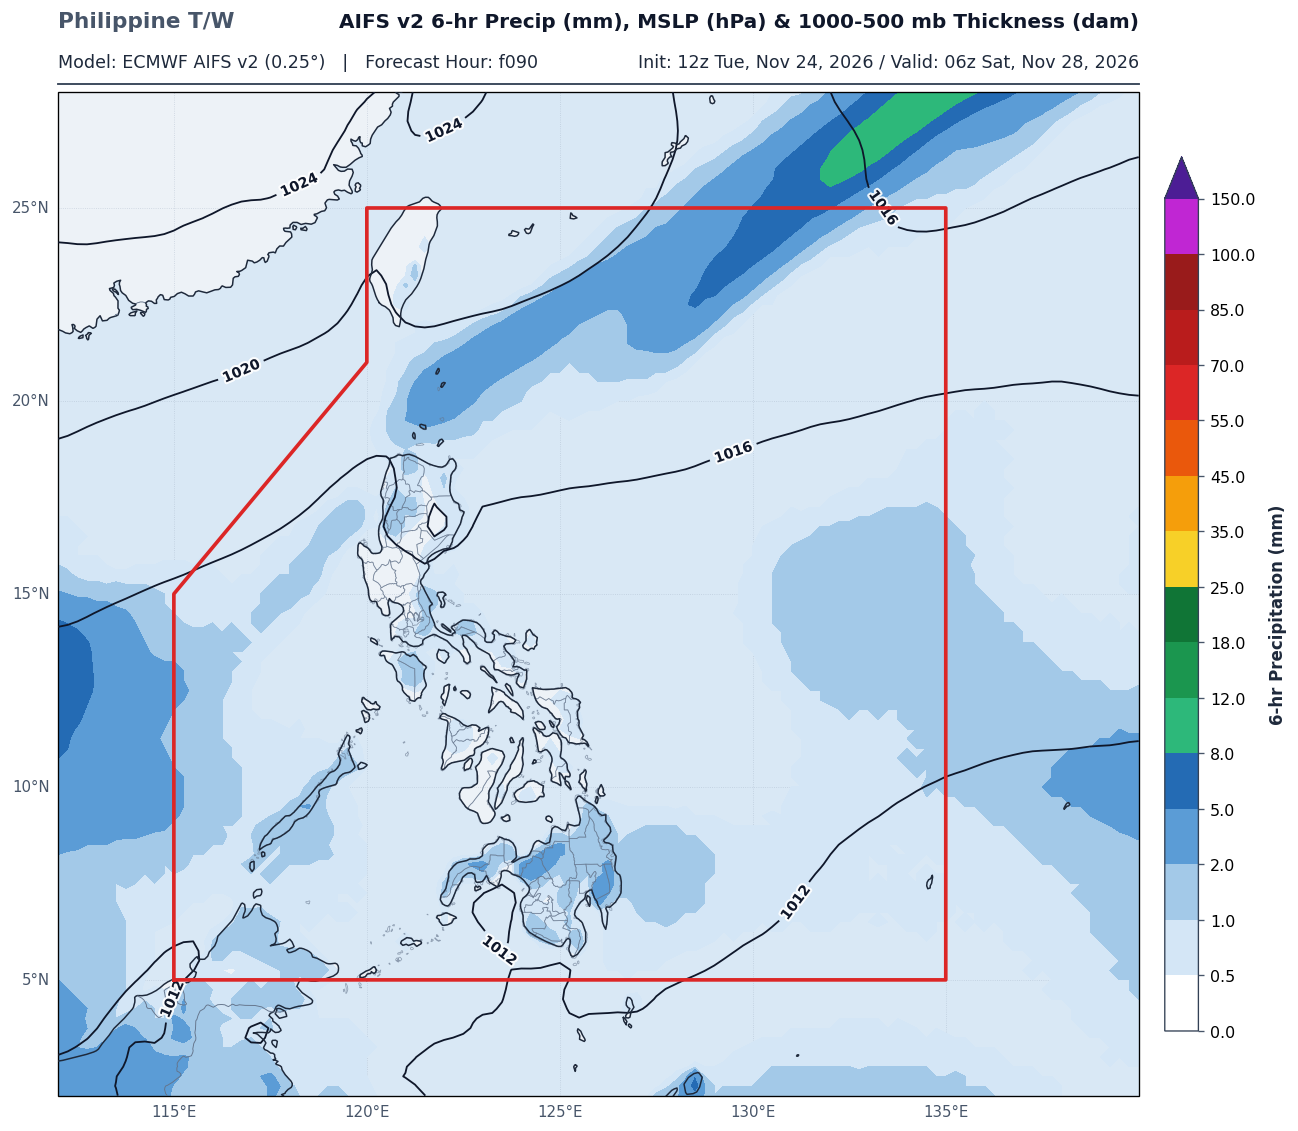 Philippine T/W
AIFS v2 6-hr Precip (mm), MSLP (hPa) & 1000-500 mb Thickness (dam)
Model: ECMWF AIFS v2 (0.25°) | Forecast Hour: f090
Init: 12z Tue, Nov 24, 2026 / Valid: 06z Sat, Nov 28, 2026
1024
1024
1016
1020
1016
1012
1012
1012
25°N
20°N
15°N
10°N
5°N
115°E
120°E
125°E
130°E
135°E
150.0
100.0
85.0
70.0
55.0
45.0
35.0
25.0
18.0
12.0
8.0
5.0
2.0
1.0
0.5
0.0
6-hr Precipitation (mm)